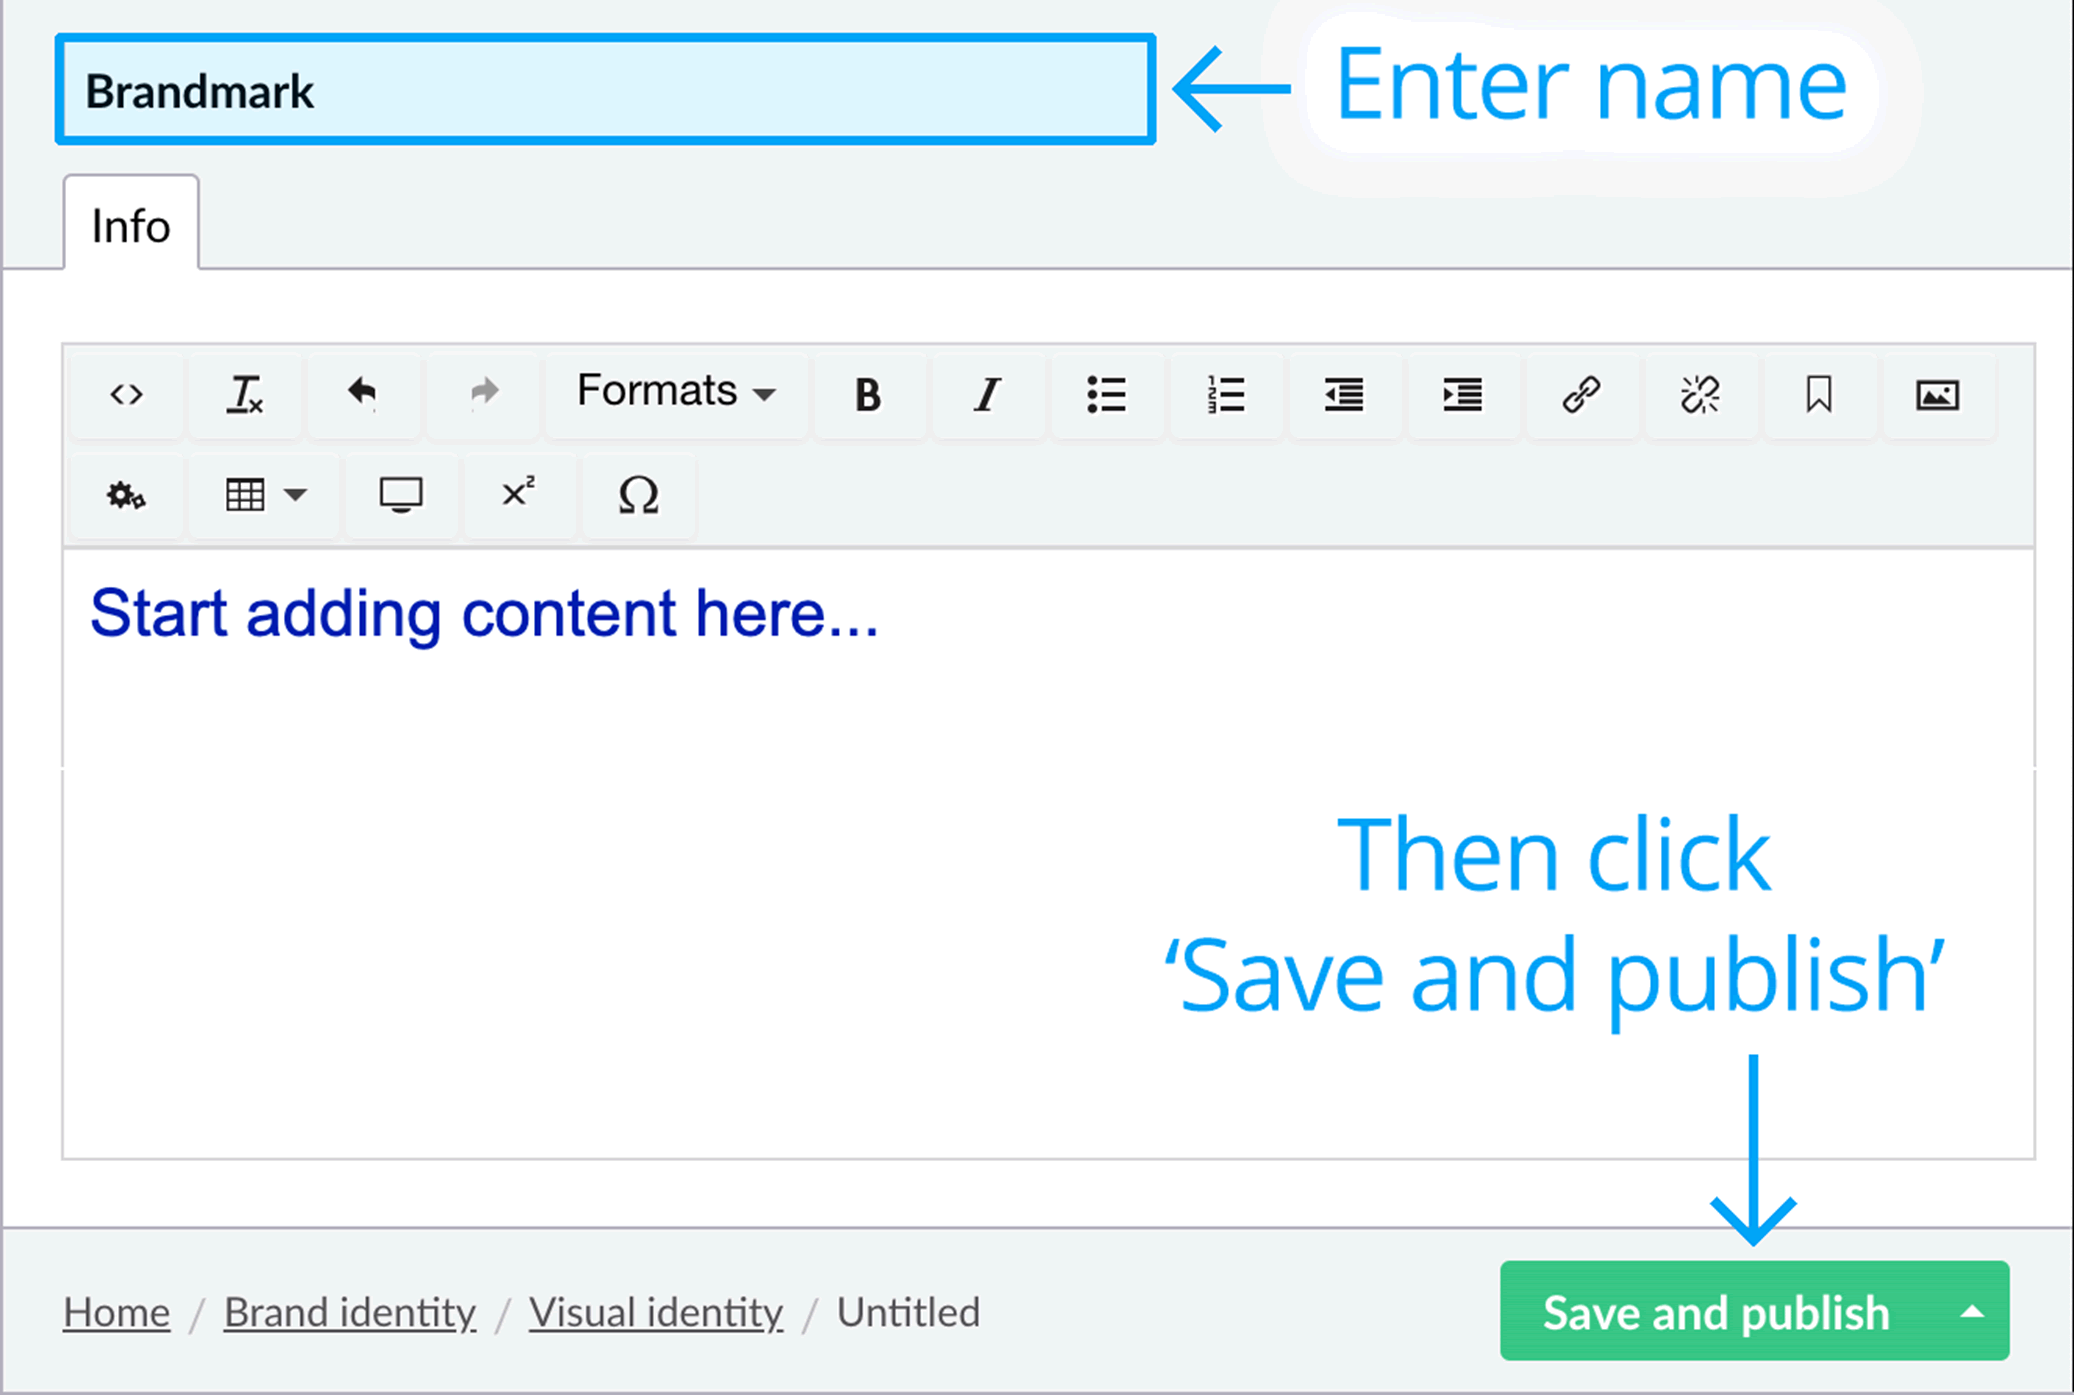 Brandmark
Enter name
Info
Formats
Start adding content here...
Then click
‘Save and publish’
Home / Brand identity / Visual identity / Untitled
Save and publish